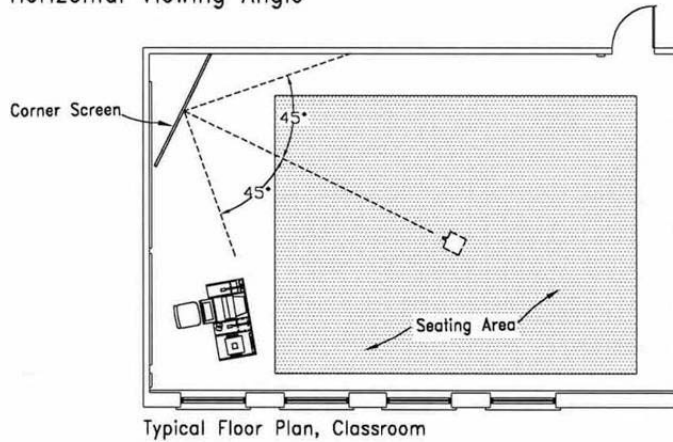 Horizontal Viewing Angle
Corner Screen
45°
45°
Seating Area
Typical Floor Plan, Classroom